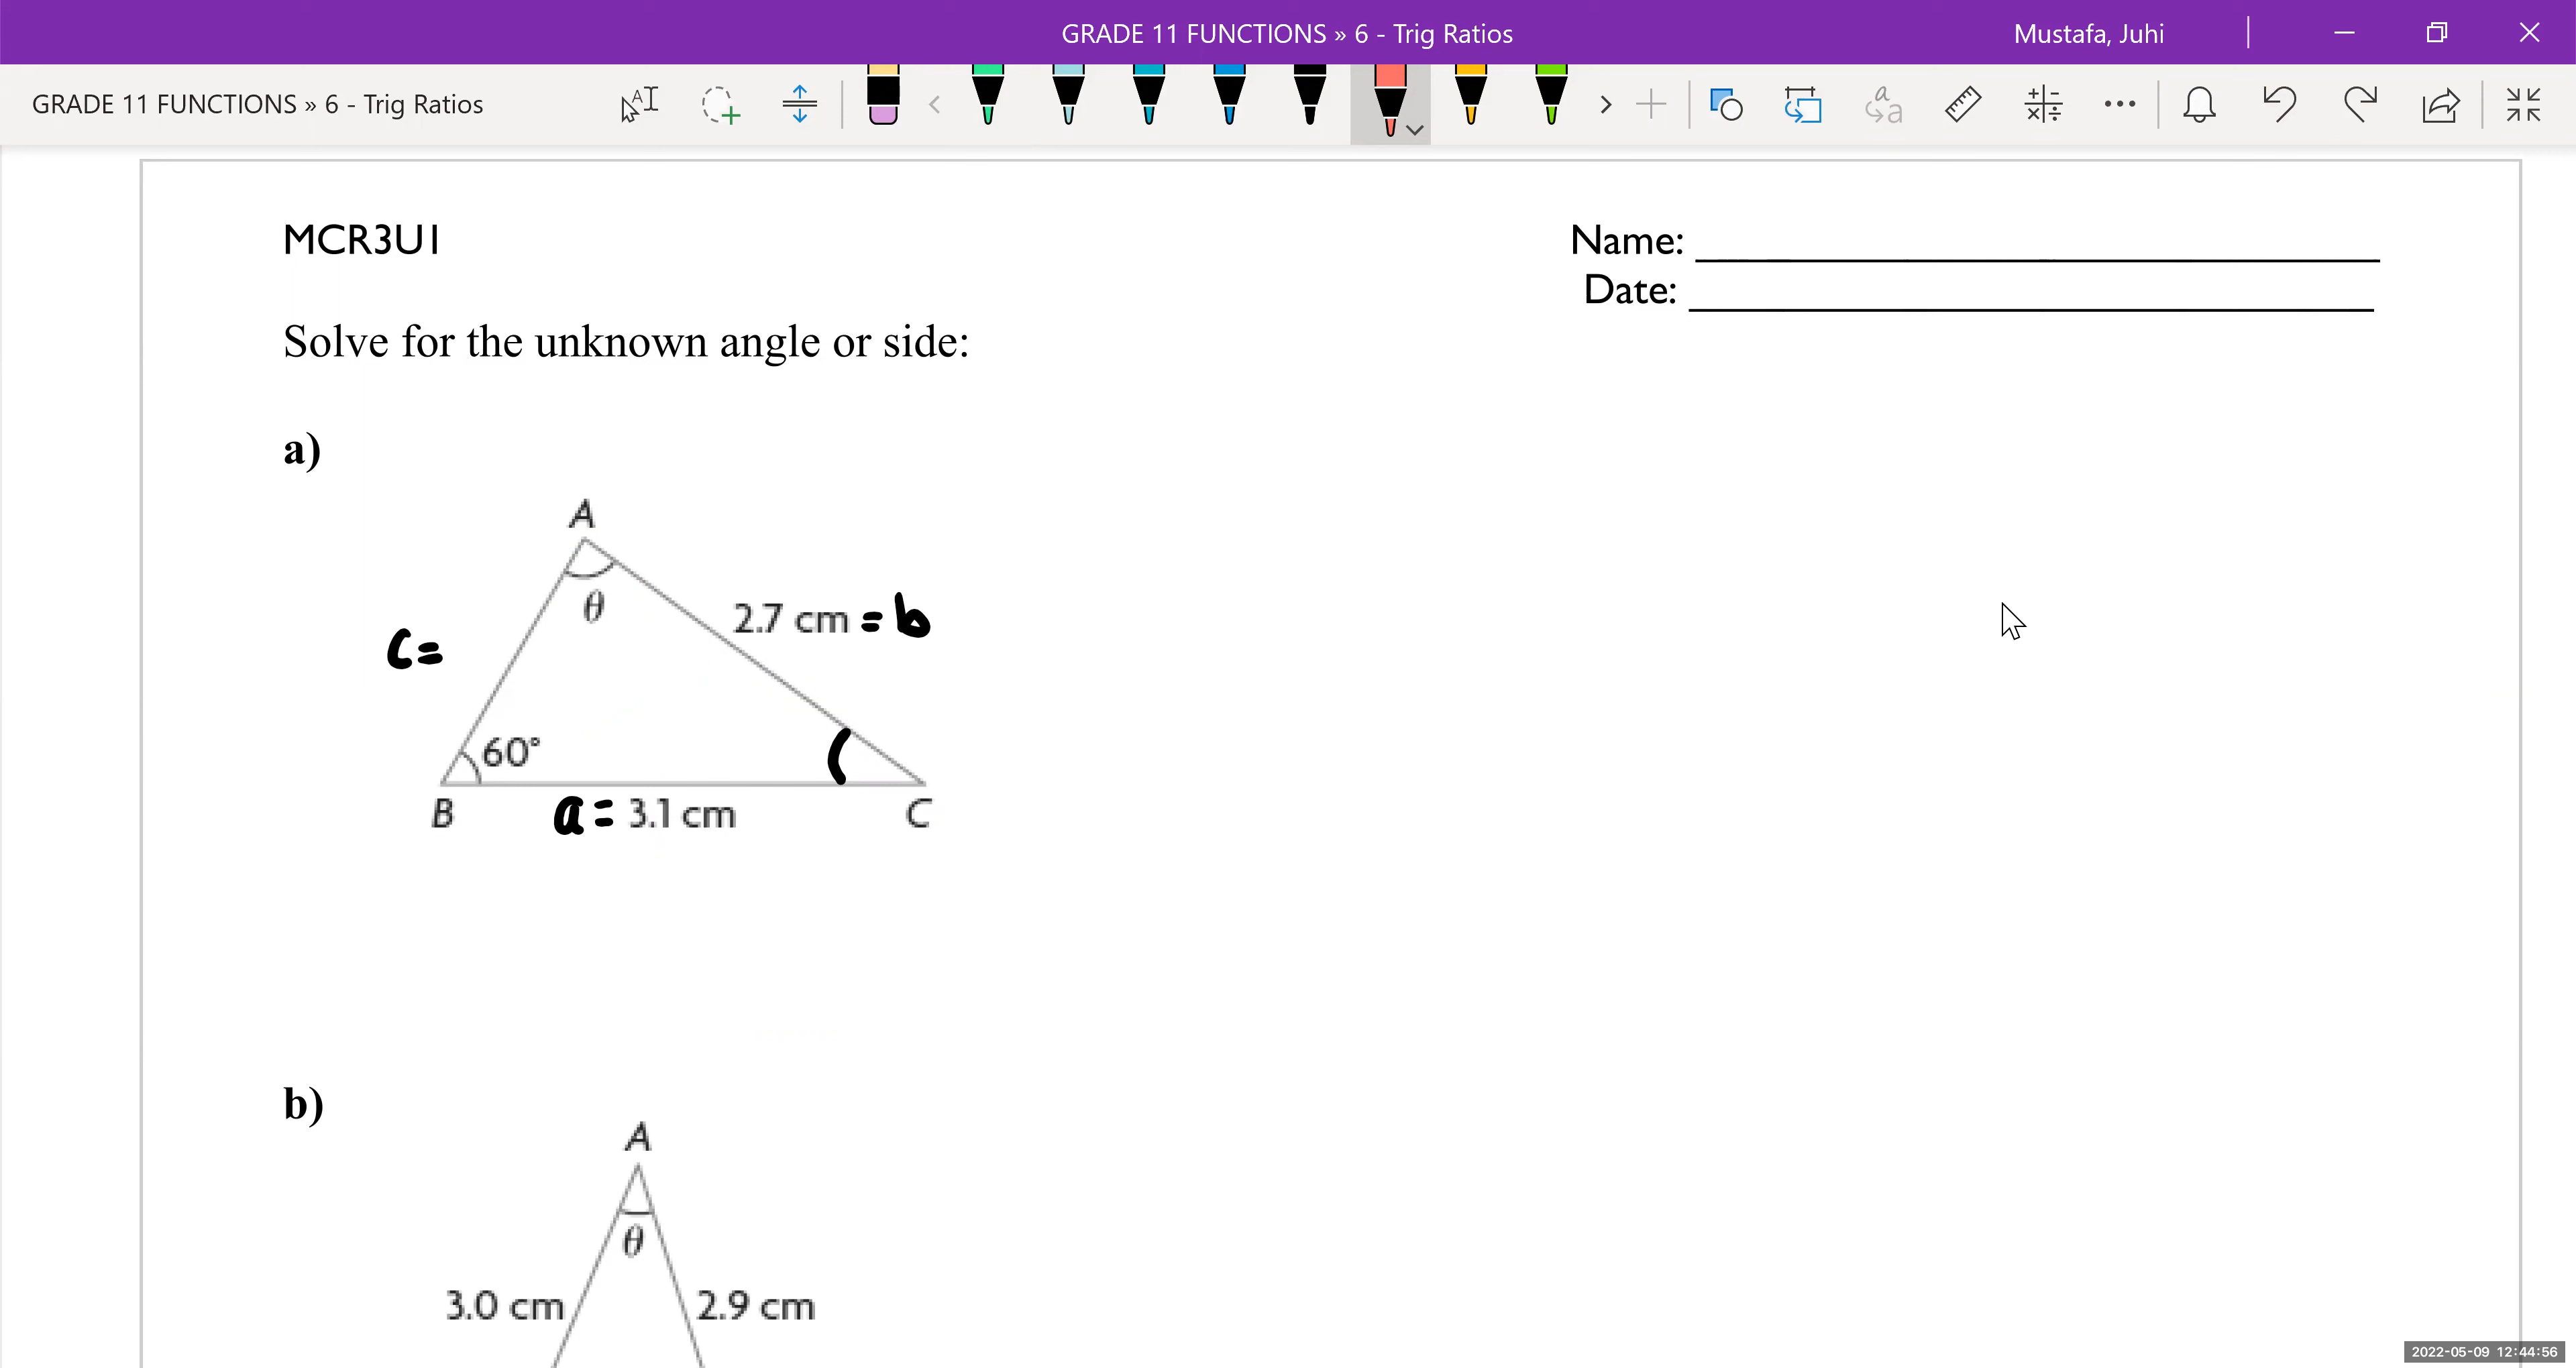 GRADE 11 FUNCTIONS » 6 - Trig Ratios
Mustafa, Juhi
GRADE 11 FUNCTIONS » 6 - Trig Ratios
MCR3U1
Name:
Date:
Solve for the unknown angle or side:
a)
A
θ
2.7 cm = b
c =
60°
B
a = 3.1 cm
C
b)
A
θ
3.0 cm
2.9 cm
2022-05-09 12:44:56